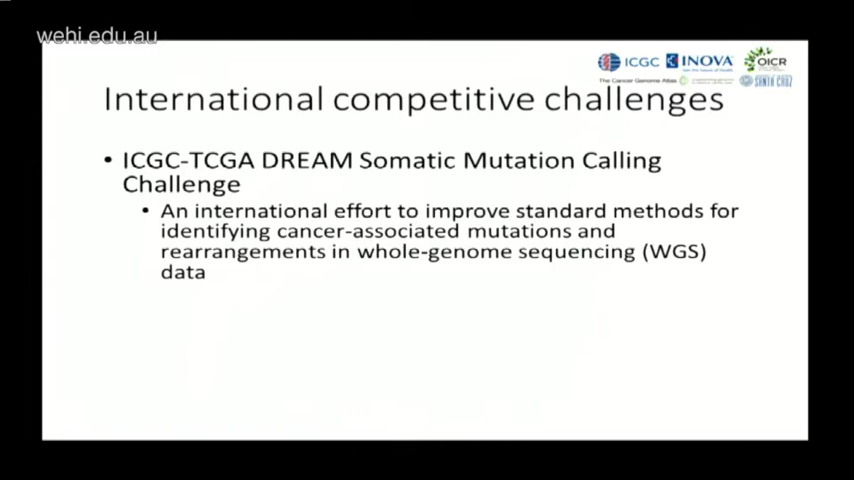 wehi.edu.au
ICGC INOVA OICR
The Cancer Genome Atlas SANTA CRUZ
International competitive challenges
• ICGC-TCGA DREAM Somatic Mutation Calling
Challenge
• An international effort to improve standard methods for
identifying cancer-associated mutations and
rearrangements in whole-genome sequencing (WGS)
data